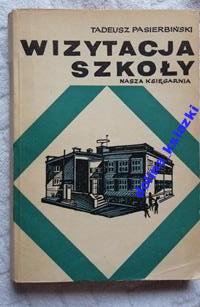 TADEUSZ PASIERBIŃSKI
WIZYTACJA
SZKOŁY
NASZA KSIĘGARNIA